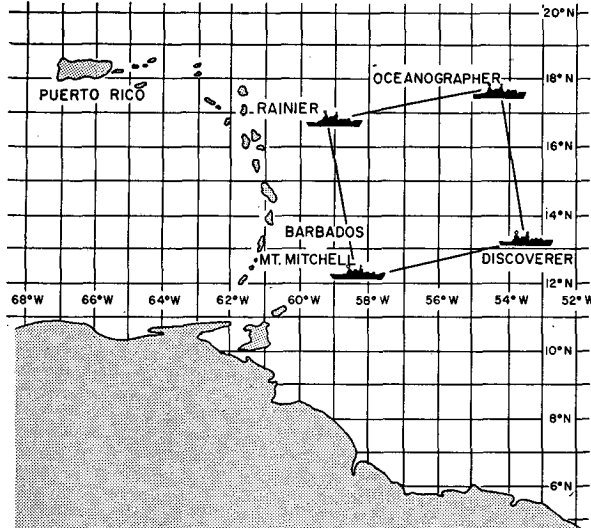 20°N
OCEANOGRAPHER
18°N
PUERTO RICO
RAINIER
16°N
14°N
BARBADOS
MT. MITCHELL
DISCOVERER
12°N
68°W 66°W 64°W 62°W 60°W 58°W 56°W 54°W 52°W
10°N
8°N
6°N